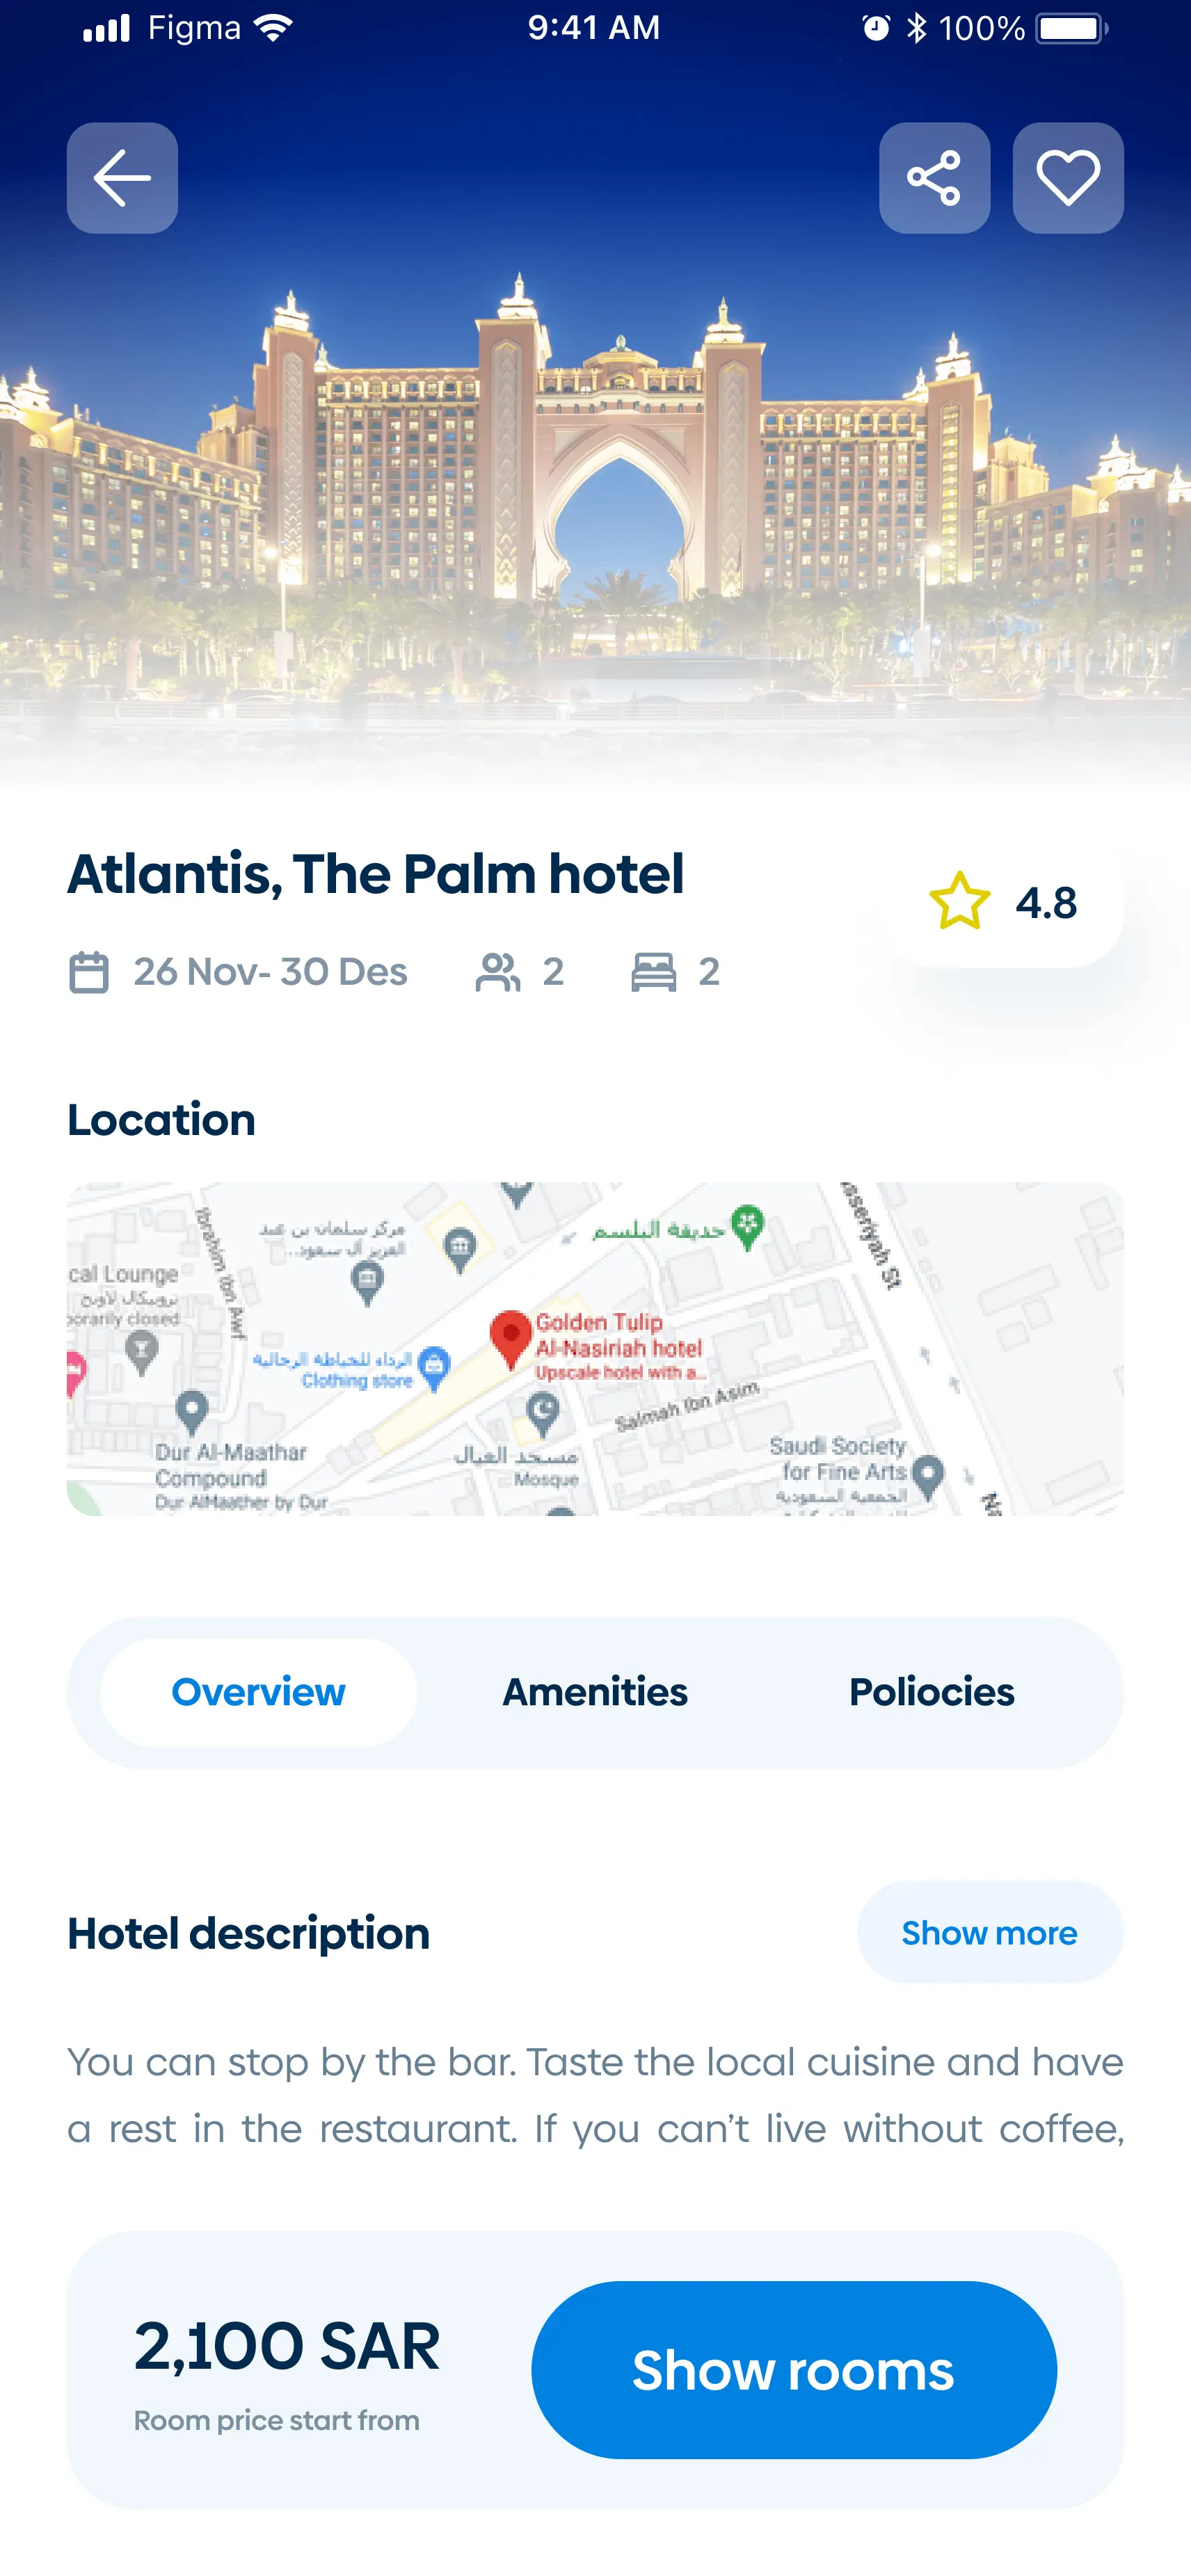 Figma
9:41 AM
100%
Atlantis, The Palm hotel
4.8
26 Nov- 30 Des
2
2
Location
مركز سلمان بن عبد
العزيز آل سعود...
حديقة البلسم
asseriyah St
Ibrahim Ibn Awf
cal Lounge
تروبيكال لاونج
porarily closed
Golden Tulip
Al-Nasiriah hotel
Upscale hotel with a...
الرداء للخياطة الرجالية
Clothing store
Salmah Ibn Asim
Dur Al-Maathar
Compound
Dur AlMaather by Dur
Mosque
Saudi Society
for Fine Arts
الجمعية السعودية
Overview
Amenities
Poliocies
Hotel description
Show more
You can stop by the bar. Taste the local cuisine and have
a rest in the restaurant. If you can’t live without coffee,
2,100 SAR
Room price start from
Show rooms